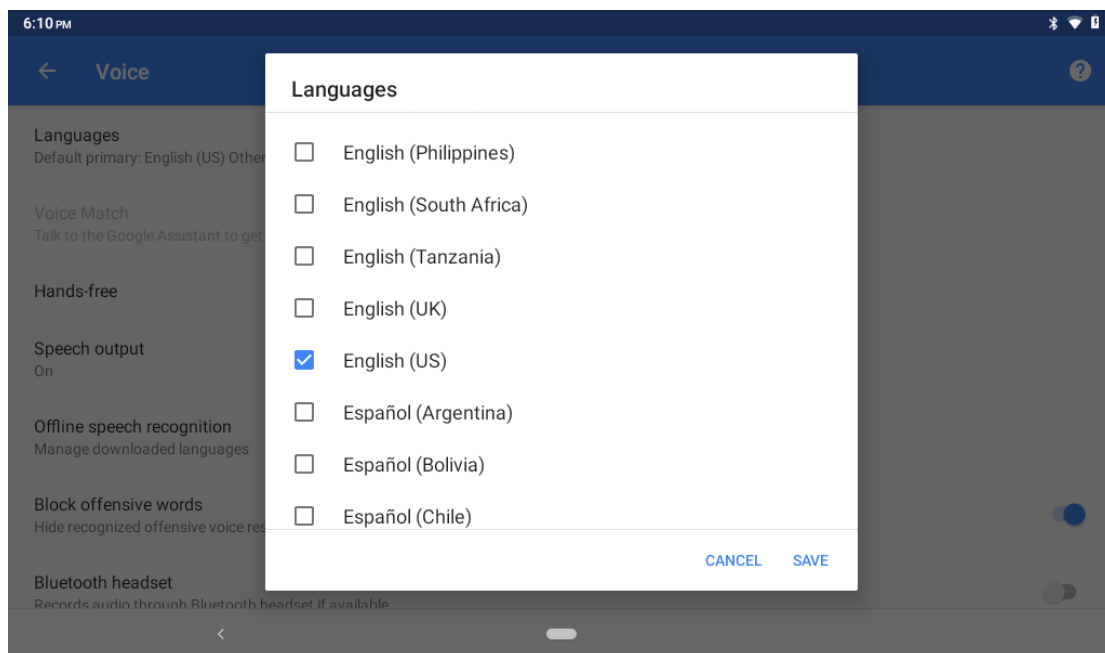 6:10 PM
Voice
Languages
Default primary: English (US) Other
Voice Match
Talk to the Google Assistant to get
Hands-free
Speech output
On
Offline speech recognition
Manage downloaded languages
Block offensive words
Hide recognized offensive voice res
Bluetooth headset
Records audio through Bluetooth headset if available
Languages
English (Philippines)
English (South Africa)
English (Tanzania)
English (UK)
English (US)
Español (Argentina)
Español (Bolivia)
Español (Chile)
CANCEL SAVE